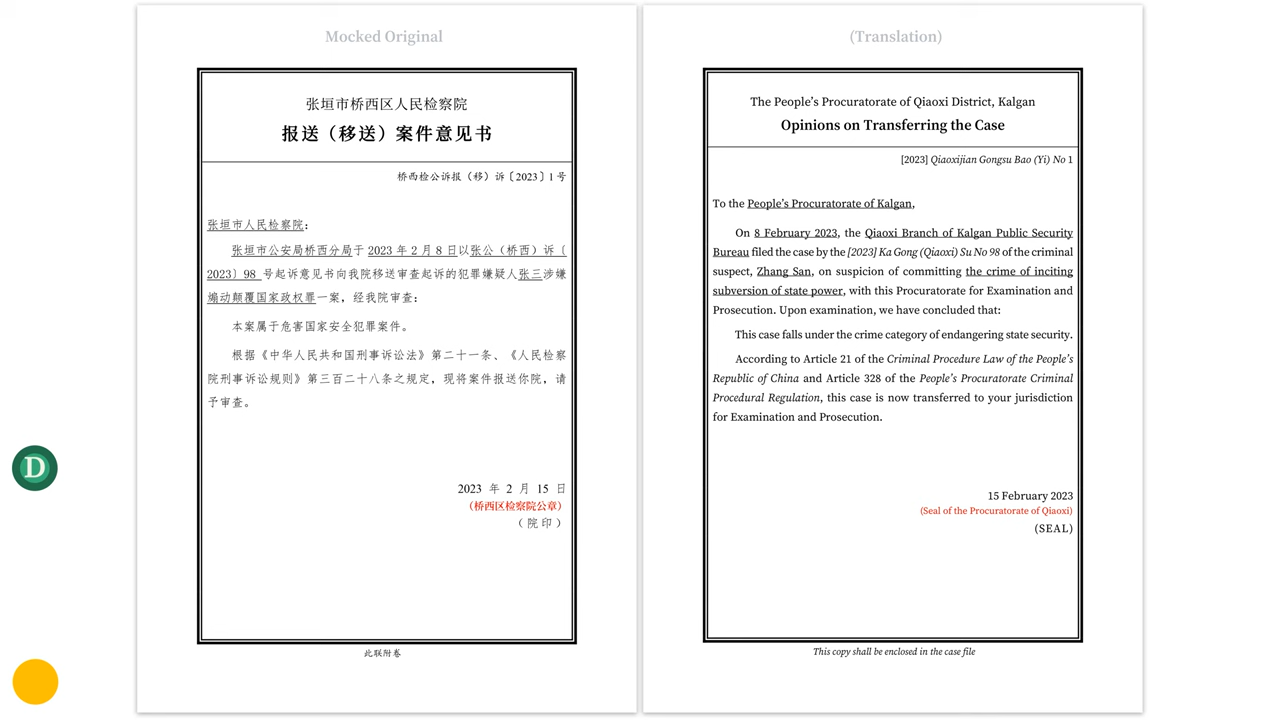 Mocked Original
张垣市桥西区人民检察院
报送（移送）案件意见书
桥西检公诉报（移）诉〔2023〕1 号
张垣市人民检察院：
张垣市公安局桥西分局于 2023 年 2 月 8 日以张公（桥西）诉〔
2023〕98 号起诉意见书向我院移送审查起诉的犯罪嫌疑人张三涉嫌
煽动颠覆国家政权罪一案，经我院审查：
本案属于危害国家安全犯罪案件。
根据《中华人民共和国刑事诉讼法》第二十一条、《人民检察
院刑事诉讼规则》第三百二十八条之规定，现将案件报送你院，请
予审查。
2023 年 2 月 15 日
（桥西区检察院公章）
（院印）
此联附卷
(Translation)
The People’s Procuratorate of Qiaoxi District, Kalgan
Opinions on Transferring the Case
[2023] Qiaoxijian Gongsu Bao (Yi) No 1
To the People’s Procuratorate of Kalgan,
On 8 February 2023, the Qiaoxi Branch of Kalgan Public Security
Bureau filed the case by the [2023] Ka Gong (Qiaoxi) Su No 98 of the criminal
suspect, Zhang San, on suspicion of committing the crime of inciting
subversion of state power, with this Procuratorate for Examination and
Prosecution. Upon examination, we have concluded that:
This case falls under the crime category of endangering state security.
According to Article 21 of the Criminal Procedure Law of the People’s
Republic of China and Article 328 of the People’s Procuratorate Criminal
Procedural Regulation, this case is now transferred to your jurisdiction
for Examination and Prosecution.
15 February 2023
(Seal of the Procuratorate of Qiaoxi)
(SEAL)
This copy shall be enclosed in the case file
D